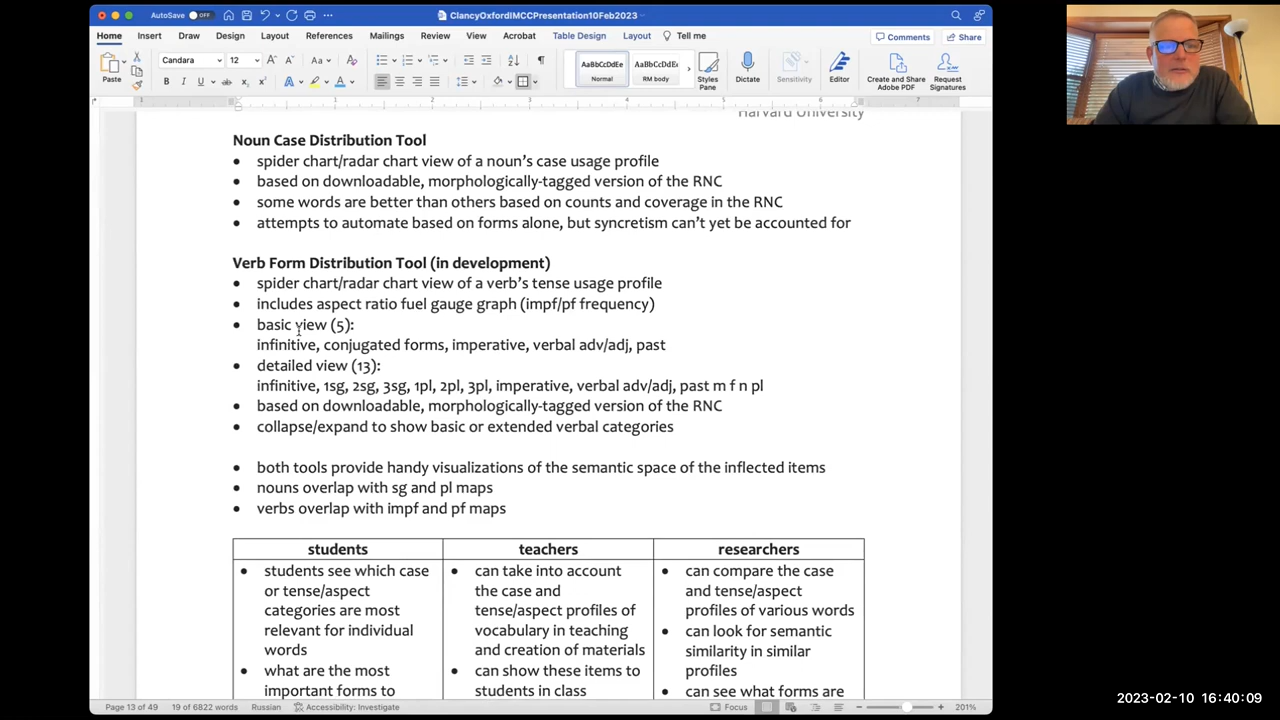 AutoSave OFF ClancyOxfordIMCCPresentation10Feb2023
Home Insert Draw Design Layout References Mailings Review View Acrobat Table Design Layout Tell me Comments Share
Paste Candara 12 AaBbCcDdEe Normal AaBbCcDdEe RM body Styles Pane Dictate Sensitivity Editor Create and Share Adobe PDF Request Signatures
1 1 2 3 4 5 6 7
Harvard University
Noun Case Distribution Tool
• spider chart/radar chart view of a noun’s case usage profile
• based on downloadable, morphologically-tagged version of the RNC
• some words are better than others based on counts and coverage in the RNC
• attempts to automate based on forms alone, but syncretism can’t yet be accounted for
Verb Form Distribution Tool (in development)
• spider chart/radar chart view of a verb’s tense usage profile
• includes aspect ratio fuel gauge graph (impf/pf frequency)
• basic view (5):
infinitive, conjugated forms, imperative, verbal adv/adj, past
• detailed view (13):
infinitive, 1sg, 2sg, 3sg, 1pl, 2pl, 3pl, imperative, verbal adv/adj, past m f n pl
• based on downloadable, morphologically-tagged version of the RNC
• collapse/expand to show basic or extended verbal categories
• both tools provide handy visualizations of the semantic space of the inflected items
• nouns overlap with sg and pl maps
• verbs overlap with impf and pf maps
students
• students see which case
or tense/aspect
categories are most
relevant for individual
words
• what are the most
important forms to
teachers
• can take into account
the case and
tense/aspect profiles of
vocabulary in teaching
and creation of materials
• can show these items to
students in class
researchers
• can compare the case
and tense/aspect
profiles of various words
• can look for semantic
similarity in similar
profiles
• can see what forms are
Page 13 of 49 19 of 6822 words Russian Accessibility: Investigate Focus 201%
2023-02-10 16:40:09